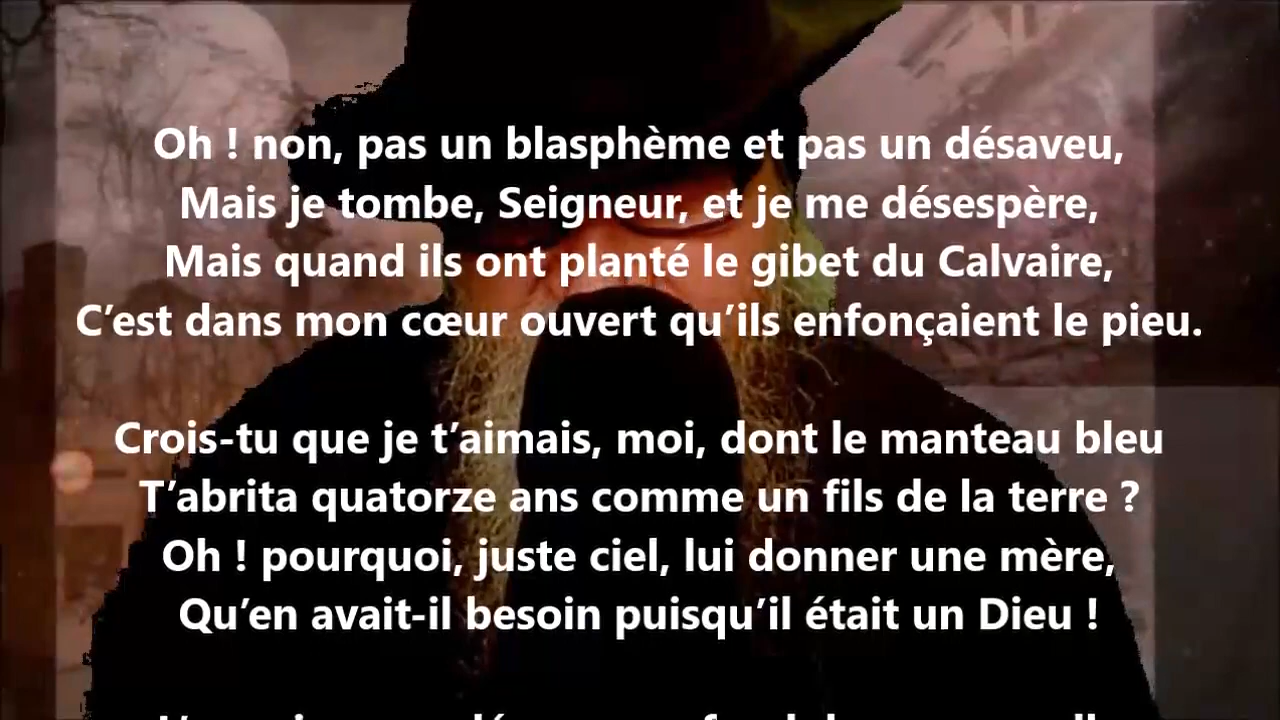 Oh ! non, pas un blasphème et pas un désaveu,
Mais je tombe, Seigneur, et je me désespère,
Mais quand ils ont planté le gibet du Calvaire,
C’est dans mon cœur ouvert qu’ils enfonçaient le pieu.
Crois-tu que je t’aimais, moi, dont le manteau bleu
T’abrita quatorze ans comme un fils de la terre ?
Oh ! pourquoi, juste ciel, lui donner une mère,
Qu’en avait-il besoin puisqu’il était un Dieu !